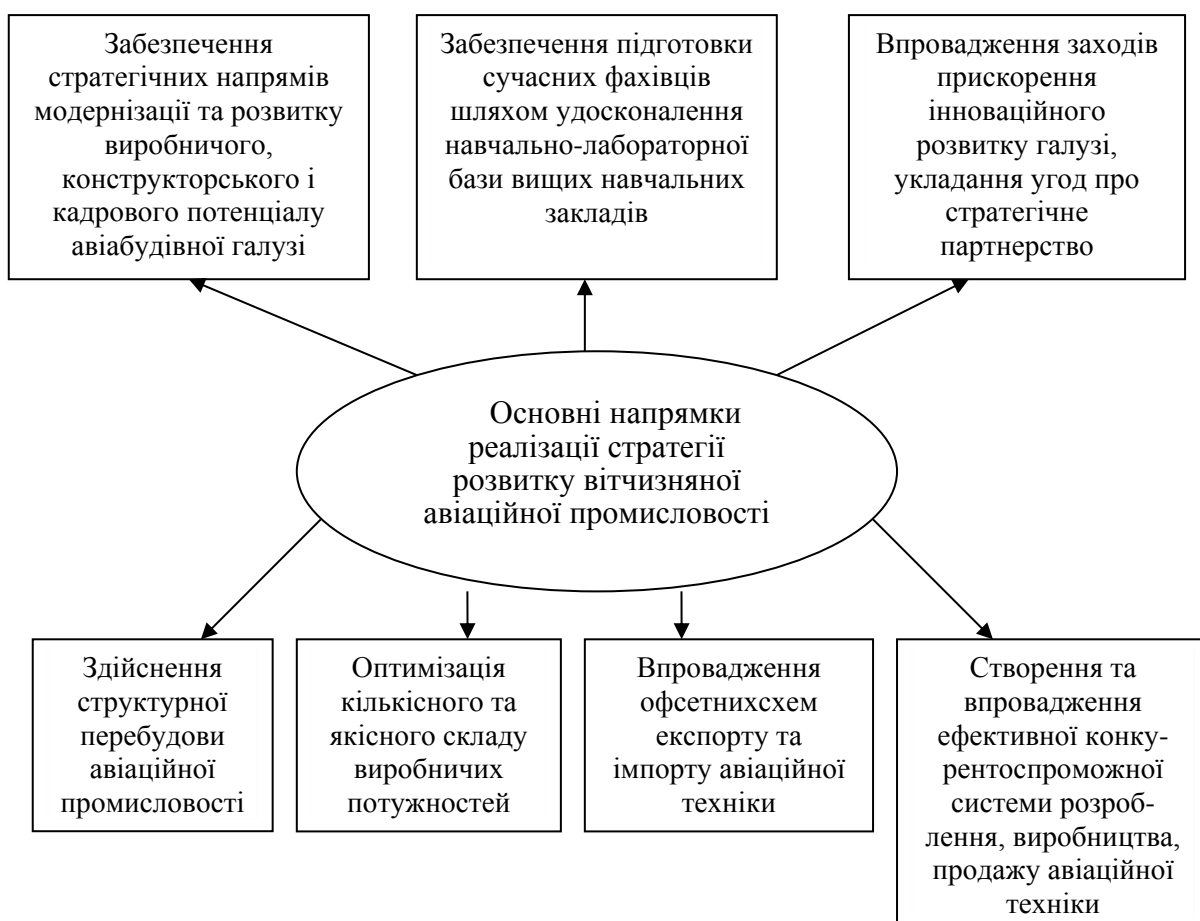 Забезпечення
стратегічних напрямів
модернізації та розвитку
виробничого,
конструкторського і
кадрового потенціалу
авіабудівної галузі
Забезпечення підготовки
сучасних фахівців
шляхом удосконалення
навчально-лабораторної
бази вищих навчальних
закладів
Впровадження заходів
прискорення
інноваційного
розвитку галузі,
укладання угод про
стратегічне
партнерство
Основні напрямки
реалізації стратегії
розвитку вітчизняної
авіаційної промисловості
Здійснення
структурної
перебудови
авіаційної
промисловості
Оптимізація
кількісного та
якісного складу
виробничих
потужностей
Впровадження
офсетнихсхем
експорту та
імпорту авіаційної
техніки
Створення та
впровадження
ефективної конку-
рентоспроможної
системи розроб-
лення, виробництва,
продажу авіаційної
техніки